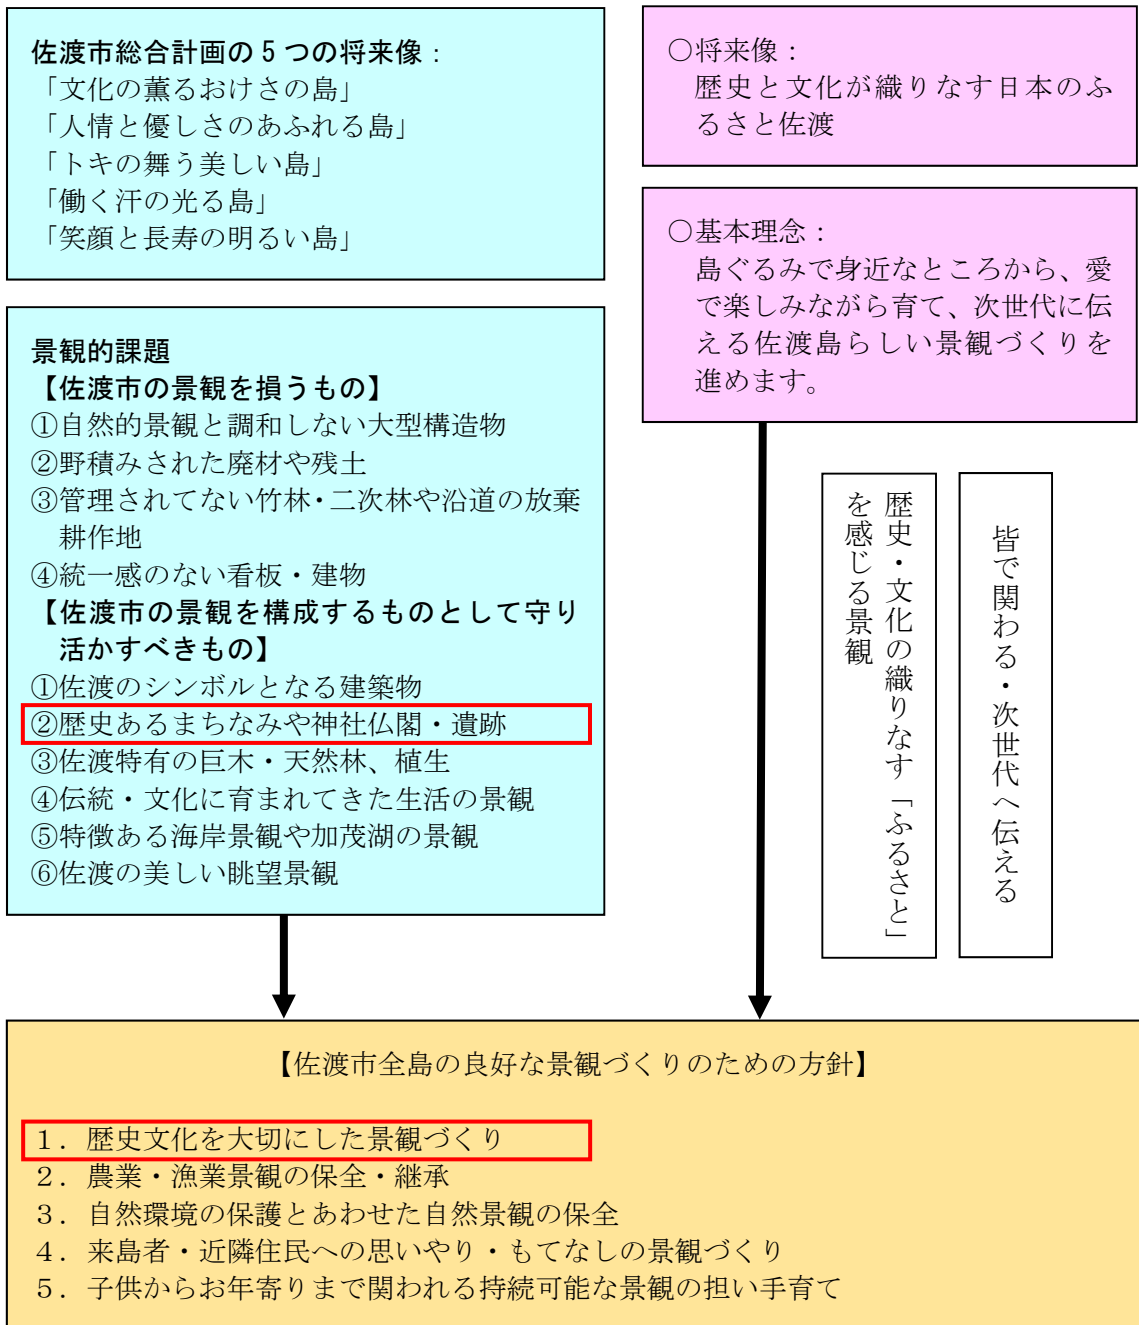 佐渡市総合計画の5つの将来像：
「文化の薫るおけさの島」
「人情と優しさのあふれる島」
「トキの舞う美しい島」
「働く汗の光る島」
「笑顔と長寿の明るい島」
景観的課題
【佐渡市の景観を損うもの】
①自然的景観と調和しない大型構造物
②野積みされた廃材や残土
③管理されてない竹林・二次林や沿道の放棄
耕作地
④統一感のない看板・建物
【佐渡市の景観を構成するものとして守り
活かすべきもの】
①佐渡のシンボルとなる建築物
②歴史あるまちなみや神社仏閣・遺跡
③佐渡特有の巨木・天然林、植生
④伝統・文化に育まれてきた生活の景観
⑤特徴ある海岸景観や加茂湖の景観
⑥佐渡の美しい眺望景観
○将来像：
歴史と文化が織りなす日本のふ
るさと佐渡
○基本理念：
島ぐるみで身近なところから、愛
で楽しみながら育て、次世代に伝
える佐渡島らしい景観づくりを
進めます。
皆で関わる・次世代へ伝える
歴史・文化の織りなす「ふるさと」
を感じる景観
【佐渡市全島の良好な景観づくりのための方針】
１．歴史文化を大切にした景観づくり
２．農業・漁業景観の保全・継承
３．自然環境の保護とあわせた自然景観の保全
４．来島者・近隣住民への思いやり・もてなしの景観づくり
５．子供からお年寄りまで関われる持続可能な景観の担い手育て